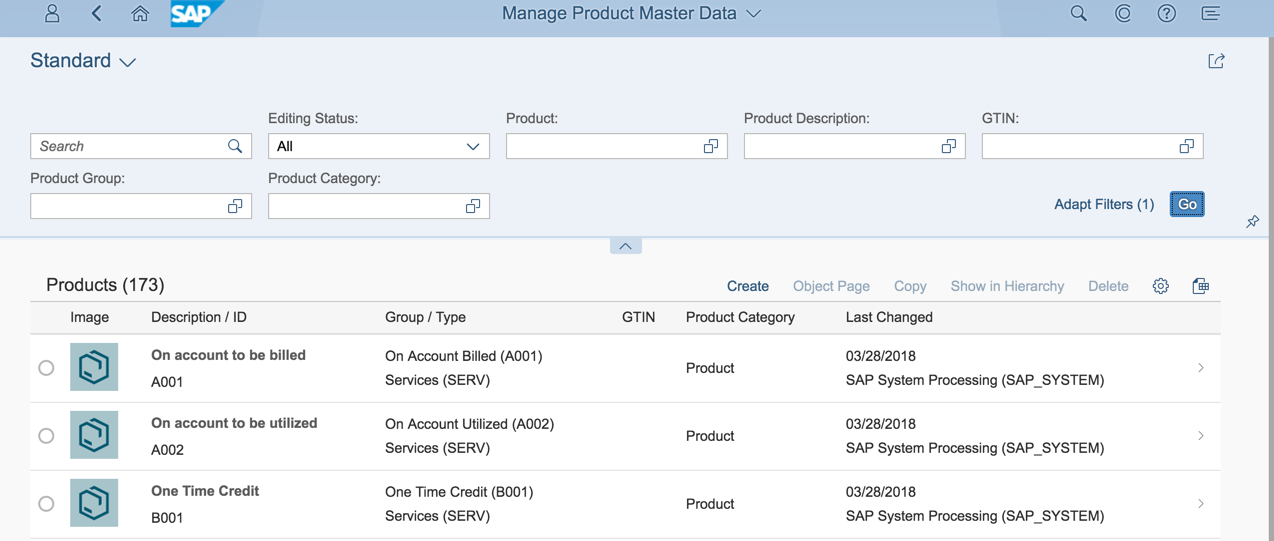 SAP
Manage Product Master Data
Standard
Editing Status:
Product:
Product Description:
GTIN:
Search
All
Product Group:
Product Category:
Adapt Filters (1)
Go
Products (173)
Create
Object Page
Copy
Show in Hierarchy
Delete
Image
Description / ID
Group / Type
GTIN
Product Category
Last Changed
On account to be billed
A001
On Account Billed (A001)
Services (SERV)
Product
03/28/2018
SAP System Processing (SAP_SYSTEM)
On account to be utilized
A002
On Account Utilized (A002)
Services (SERV)
Product
03/28/2018
SAP System Processing (SAP_SYSTEM)
One Time Credit
B001
One Time Credit (B001)
Services (SERV)
Product
03/28/2018
SAP System Processing (SAP_SYSTEM)